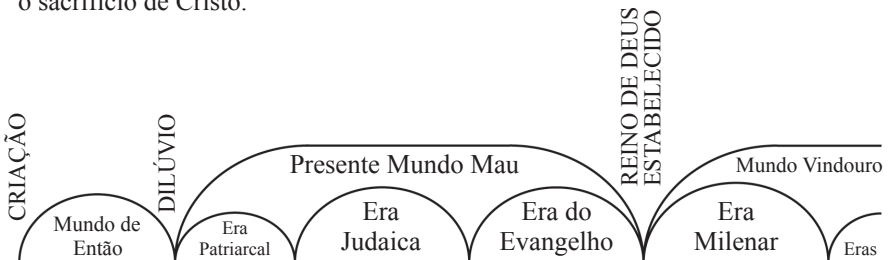 o sacrifício de Cristo.
CRIAÇÃO
Mundo de
Então
DILÚVIO
Presente Mundo Mau
Era
Patriarcal
Era
Judaica
Era do
Evangelho
REINO DE DEUS
ESTABELECIDO
Mundo Vindouro
Era
Milenar
Eras